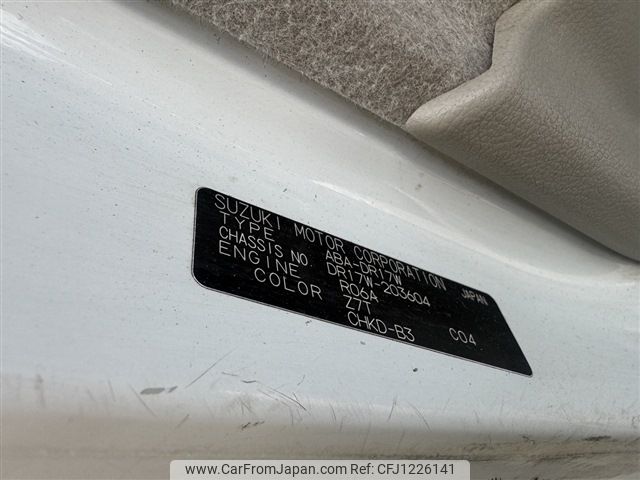 SUZUKI MOTOR CORPORATION JAPAN
TYPE ABA-DR17W
CHASSIS NO. DR17W-203604
ENGINE R06A
COLOR Z7T
CHKD-B3 C04
www.CarFromJapan.com CFJ1226141